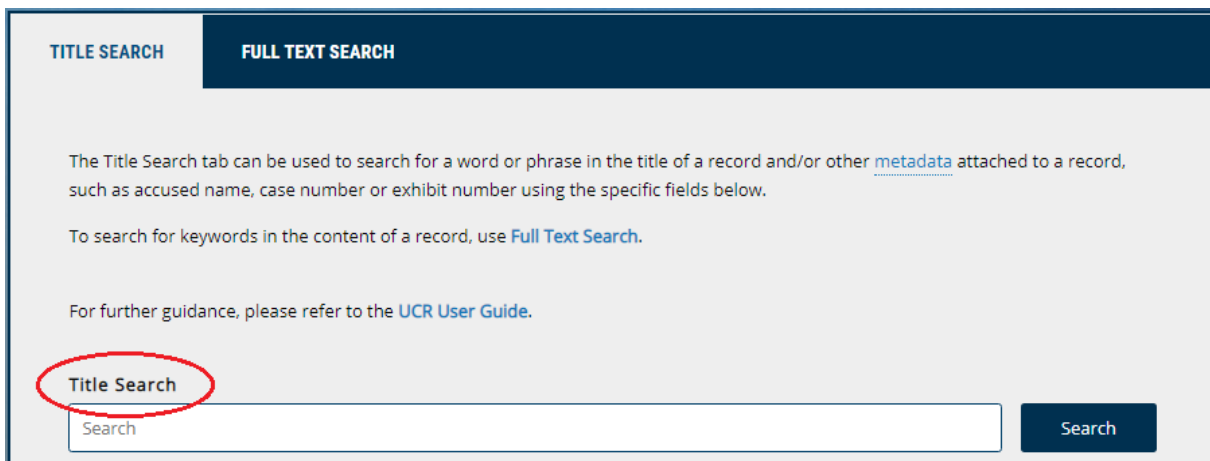 TITLE SEARCH
FULL TEXT SEARCH
The Title Search tab can be used to search for a word or phrase in the title of a record and/or other metadata attached to a record,
such as accused name, case number or exhibit number using the specific fields below.
To search for keywords in the content of a record, use Full Text Search.
For further guidance, please refer to the UCR User Guide.
Title Search
Search
Search